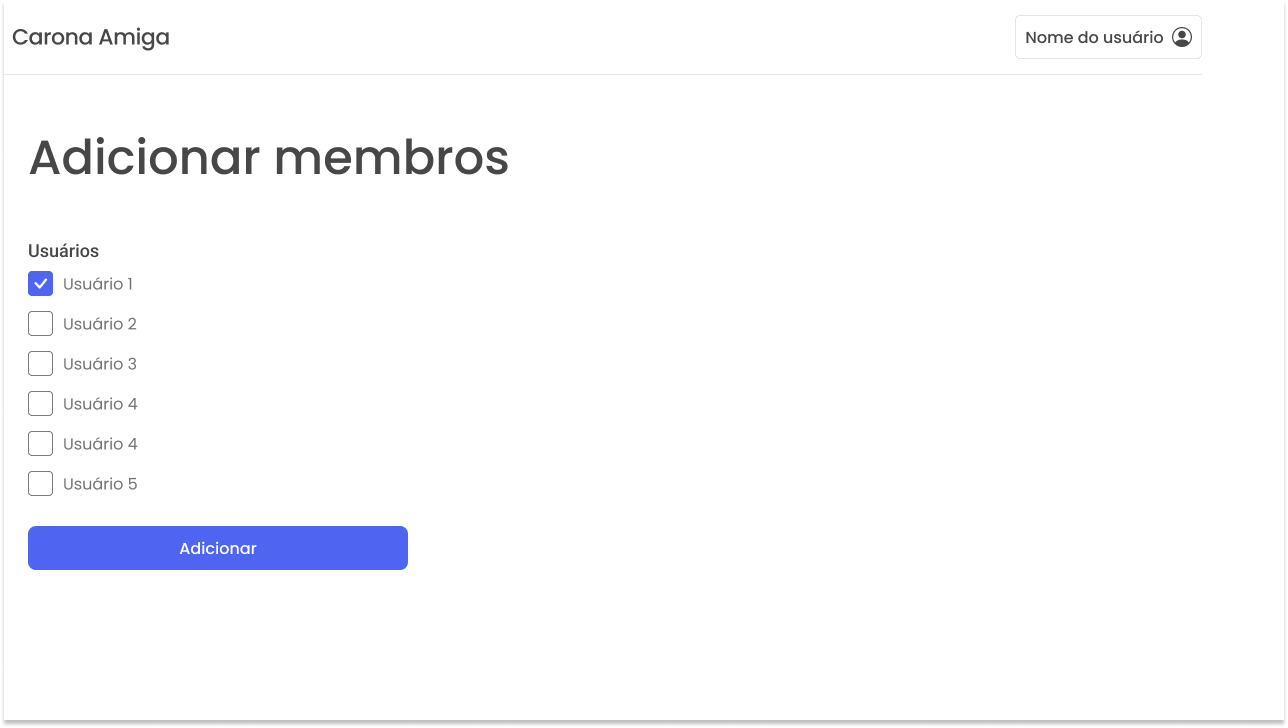 Carona Amiga
Nome do usuário
Adicionar membros
Usuários
Usuário 1
Usuário 2
Usuário 3
Usuário 4
Usuário 4
Usuário 5
Adicionar